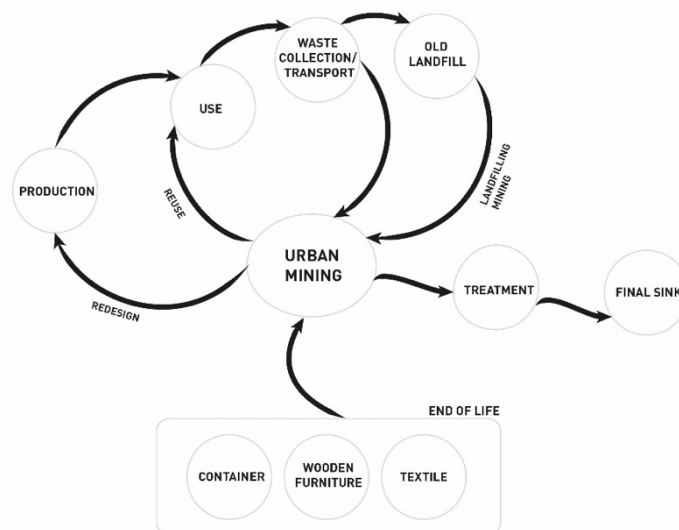 WASTE
COLLECTION/
TRANSPORT
OLD
LANDFILL
USE
PRODUCTION
REUSE
LANDFILLING
MINING
URBAN
MINING
REDESIGN
TREATMENT
FINAL SINK
END OF LIFE
CONTAINER
WOODEN
FURNITURE
TEXTILE